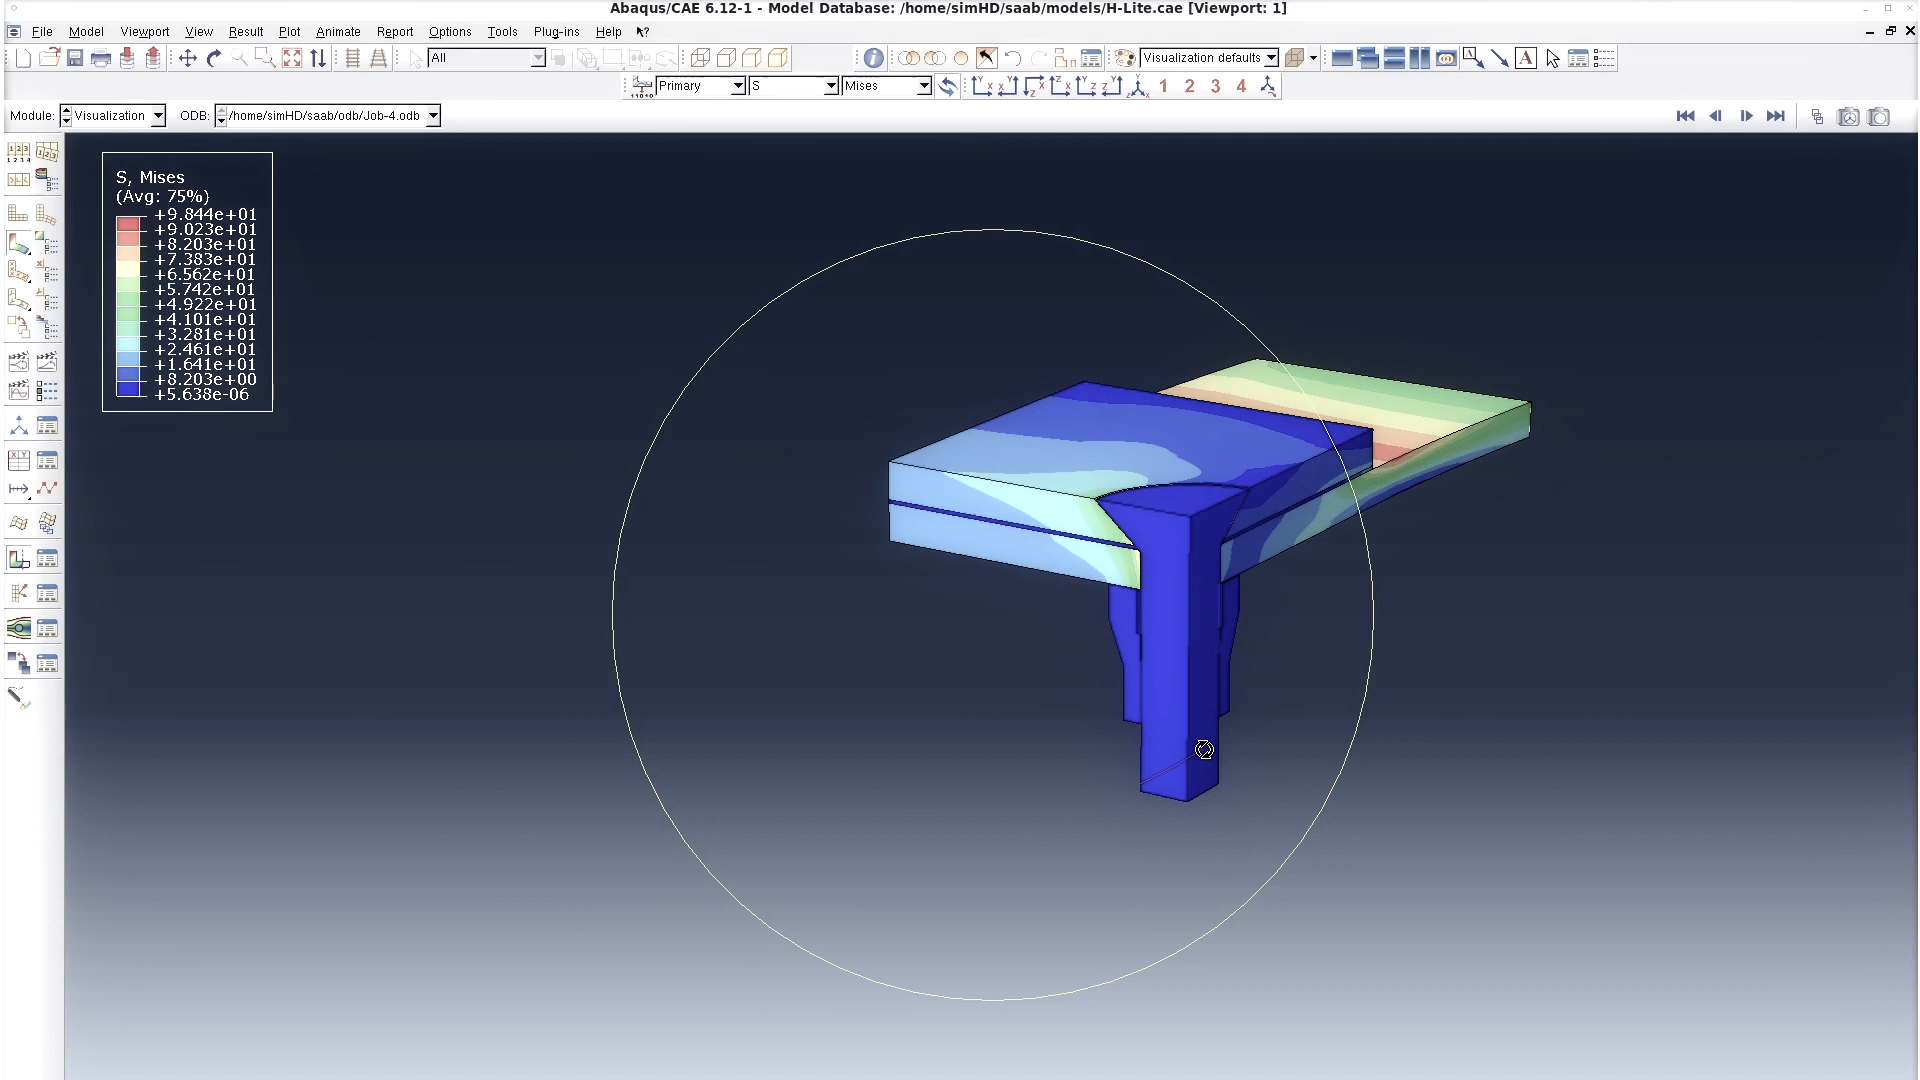 Abaqus/CAE 6.12-1 - Model Database: /home/simHD/saab/models/H-Lite.cae [Viewport: 1]
File Model Viewport View Result Plot Animate Report Options Tools Plug-ins Help
All
Visualization defaults
Primary S Mises
1 2 3 4
Module: Visualization ODB: /home/simHD/saab/odb/Job-4.odb
S, Mises
(Avg: 75%)
+9.844e+01
+9.023e+01
+8.203e+01
+7.383e+01
+6.562e+01
+5.742e+01
+4.922e+01
+4.101e+01
+3.281e+01
+2.461e+01
+1.641e+01
+8.203e+00
+5.638e-06